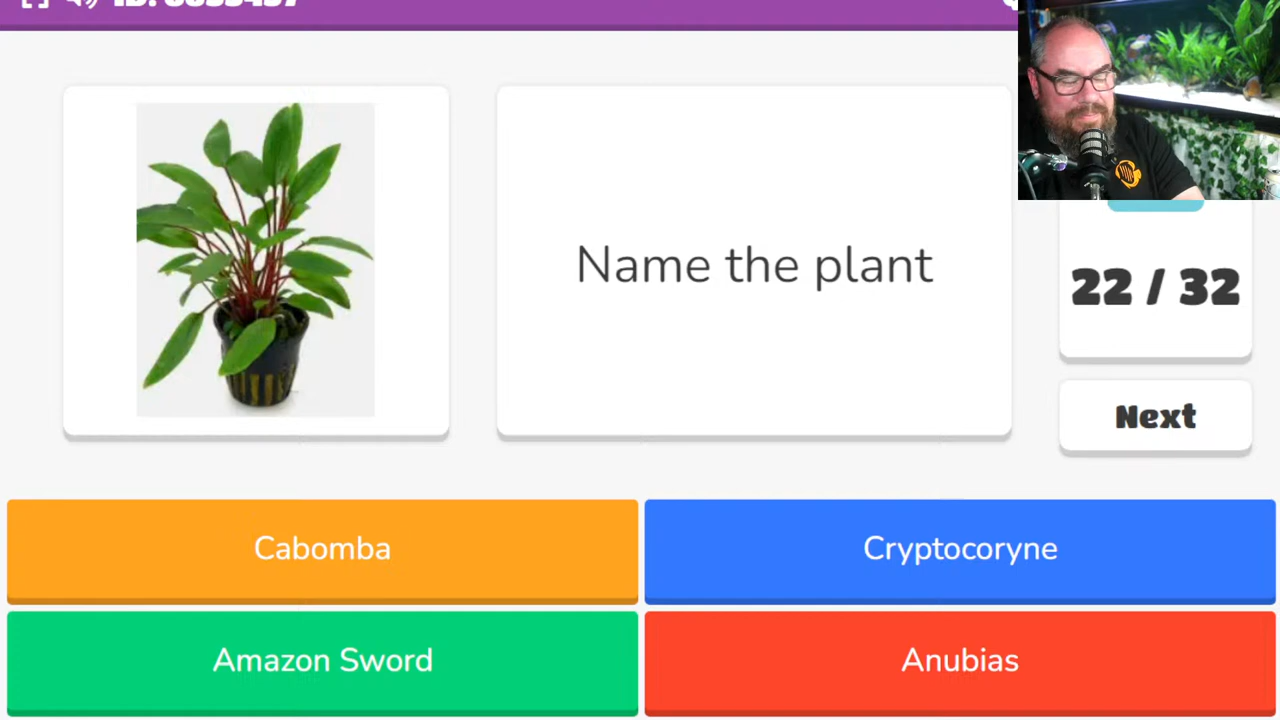 Name the plant
22 / 32
Next
Cabomba
Cryptocoryne
Amazon Sword
Anubias